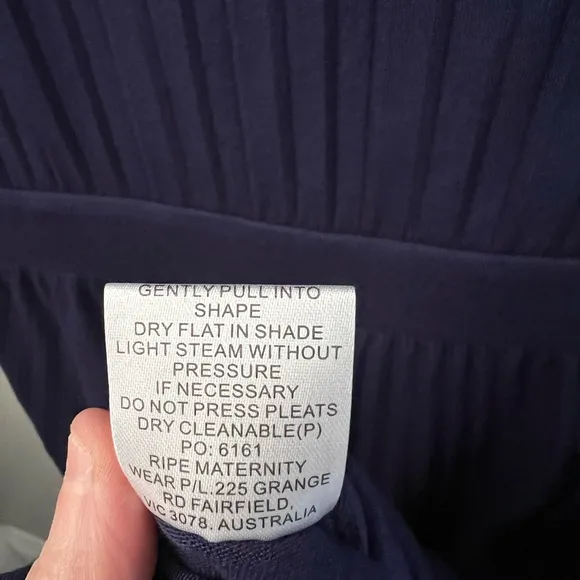 GENTLY PULL INTO
SHAPE
DRY FLAT IN SHADE
LIGHT STEAM WITHOUT
PRESSURE
IF NECESSARY
DO NOT PRESS PLEATS
DRY CLEANABLE(P)
PO: 6161
RIPE MATERNITY
WEAR P/L. 225 GRANGE
RD FAIRFIELD,
VIC 3078. AUSTRALIA